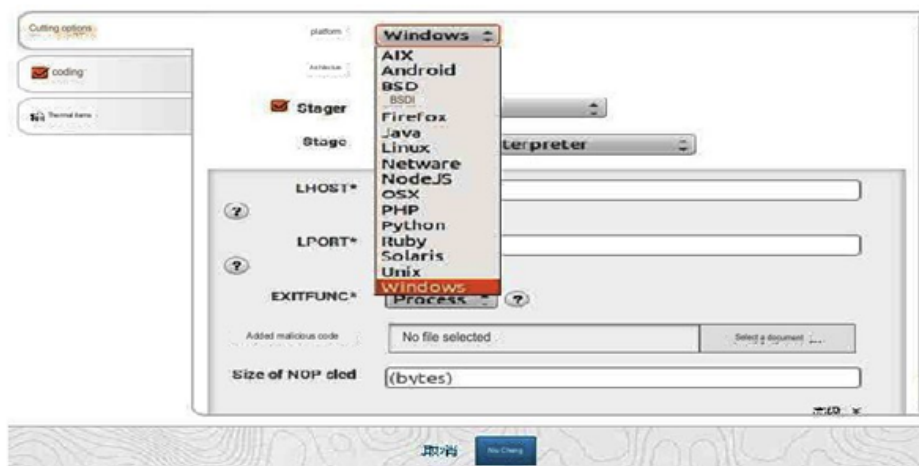 Cutting options
platform
Windows
coding
AIX
Android
BSD
BSDI
Firefox
Java
Linux
Netware
NodeJS
OSX
PHP
Python
Ruby
Solaris
Unix
Windows
Stager
Stage
terpreter
LHOST*
?
LPORT*
?
EXITFUNC*
Process
?
Added malicious code
No file selected
Select a document
Size of NOP sled
(bytes)
取消